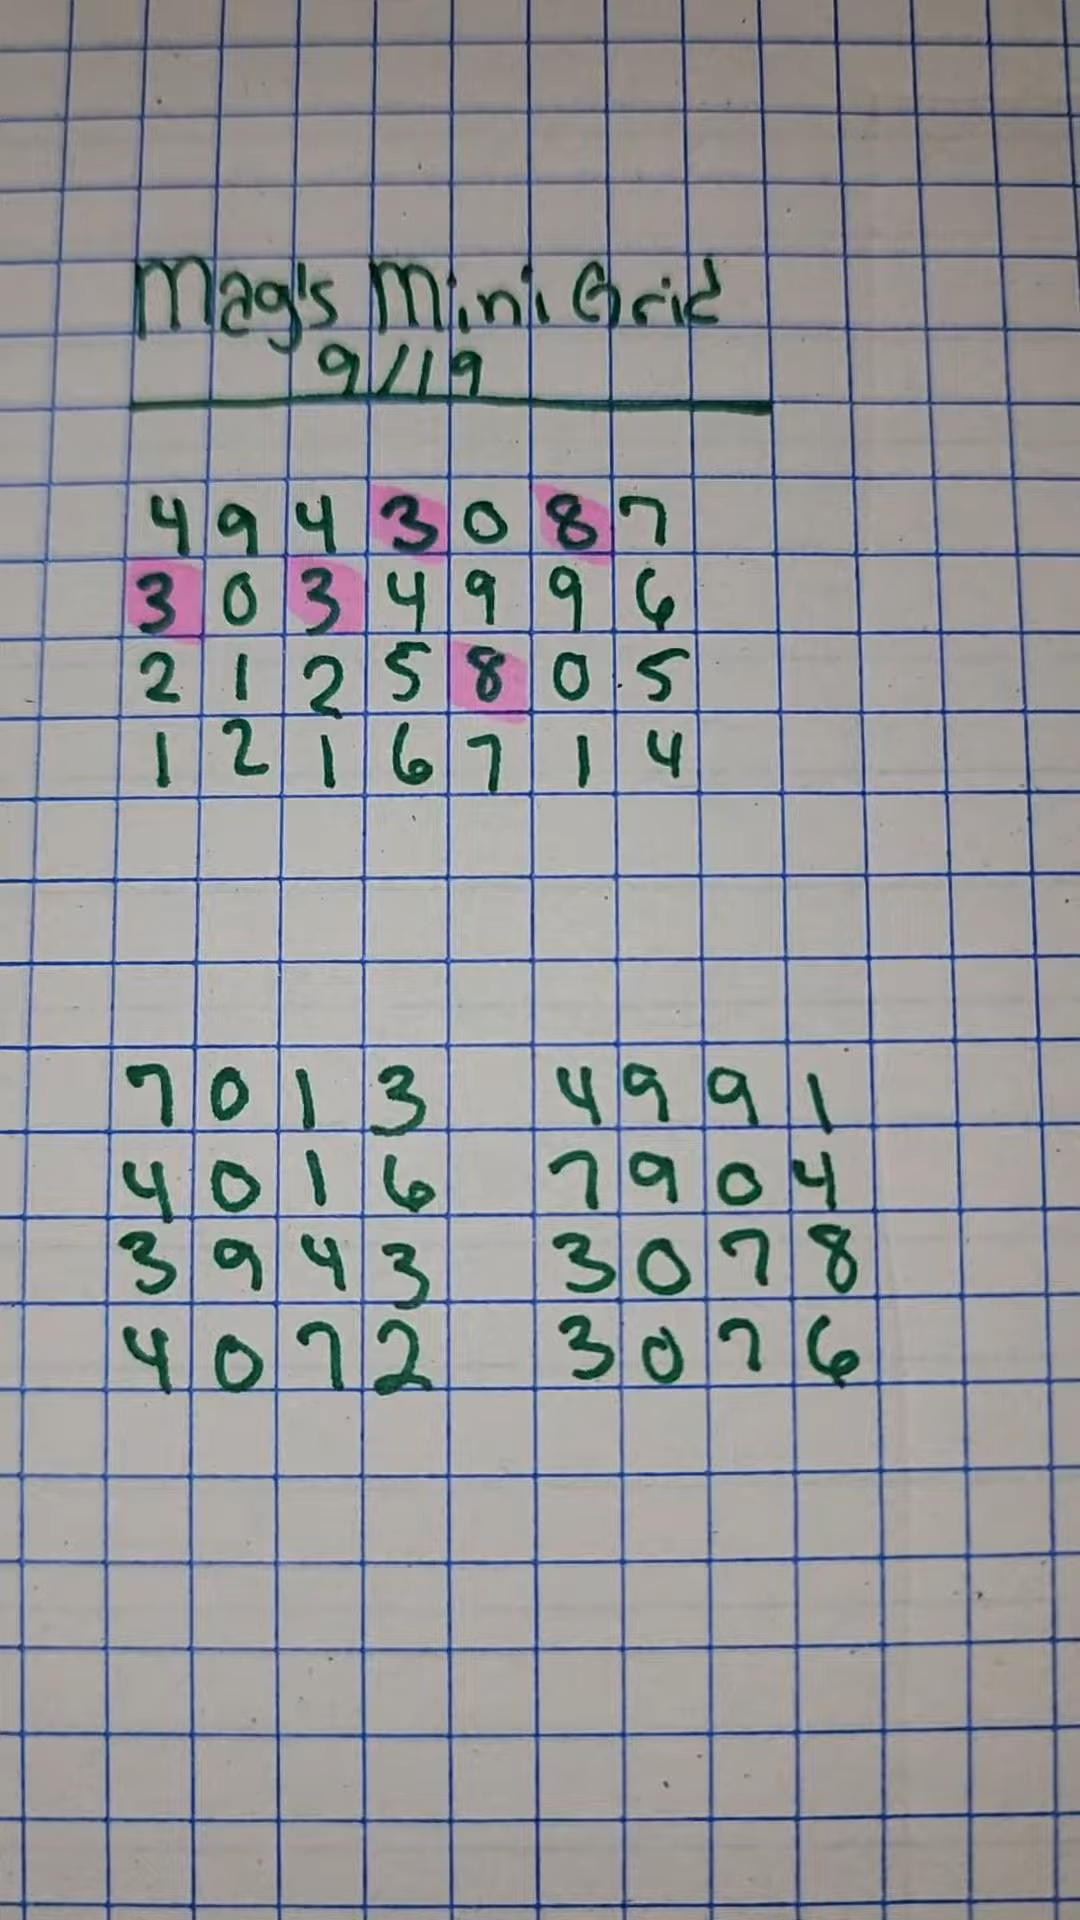 Mag's Mini Grid
9/19
4 9 4 3 0 8 7
3 0 3 4 9 9 6
2 1 2 5 8 0 5
1 2 1 6 7 1 4
7 0 1 3 4 9 9 1
4 0 1 6 7 9 0 4
3 9 4 3 3 0 7 8
4 0 7 2 3 0 7 6